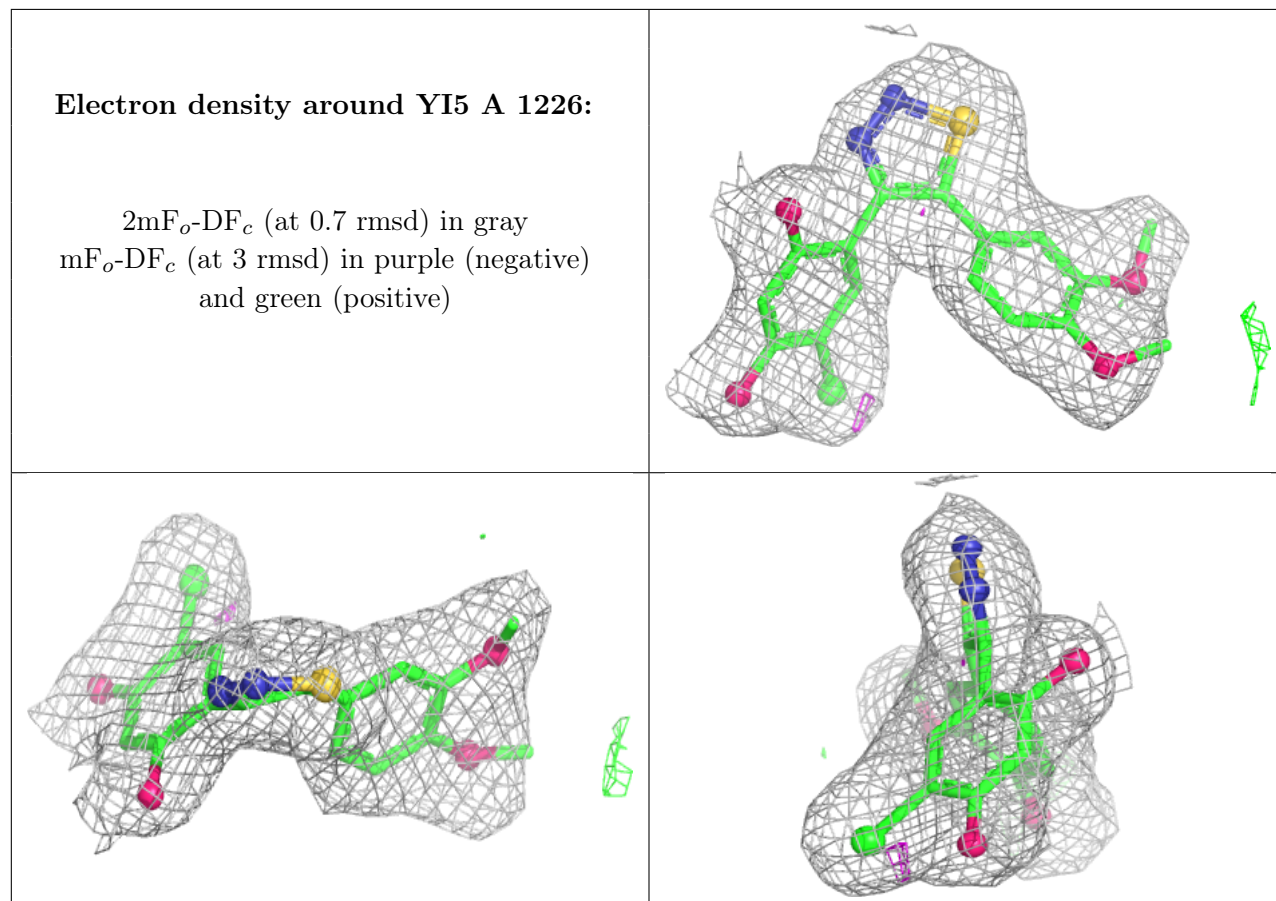 Electron density around YI5 A 1226:
2mFo-DFc (at 0.7 rmsd) in gray
mFo-DFc (at 3 rmsd) in purple (negative)
and green (positive)